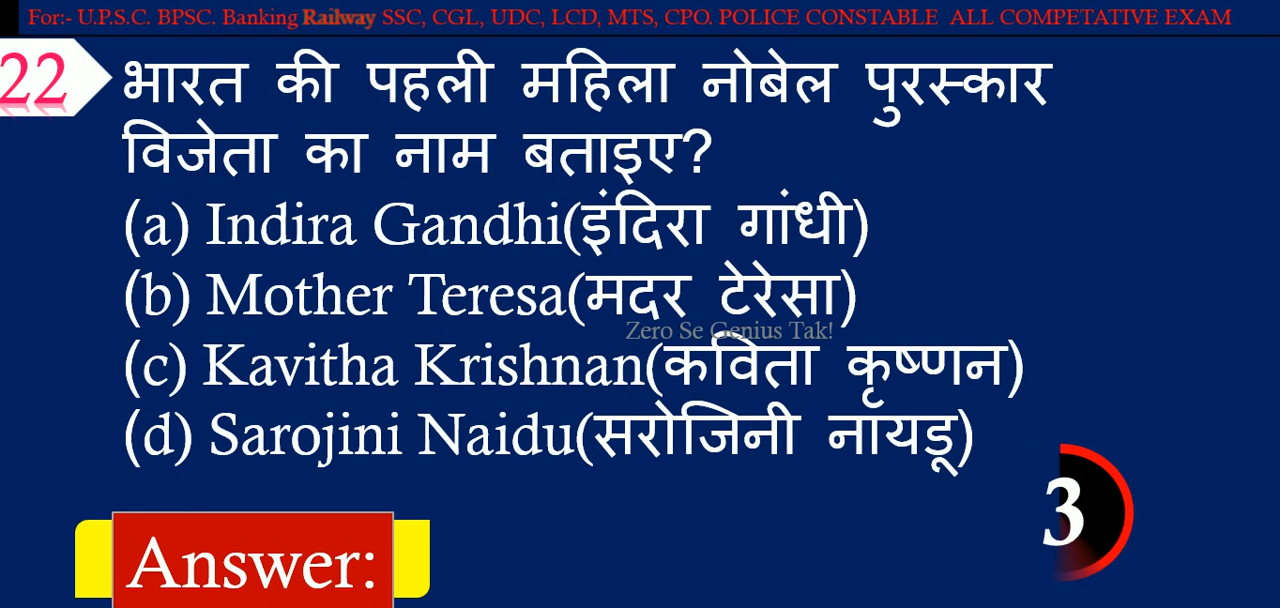 For:- U.P.S.C. BPSC. Banking Railway SSC, CGL, UDC, LCD, MTS, CPO. POLICE CONSTABLE ALL COMPETATIVE EXAM
22
भारत की पहली महिला नोबेल पुरस्कार
विजेता का नाम बताइए?
(a) Indira Gandhi(इंदिरा गांधी)
(b) Mother Teresa(मदर टेरेसा)
Zero Se Genius Tak!
(c) Kavitha Krishnan(कविता कृष्णन)
(d) Sarojini Naidu(सरोजिनी नायडू)
3
Answer: